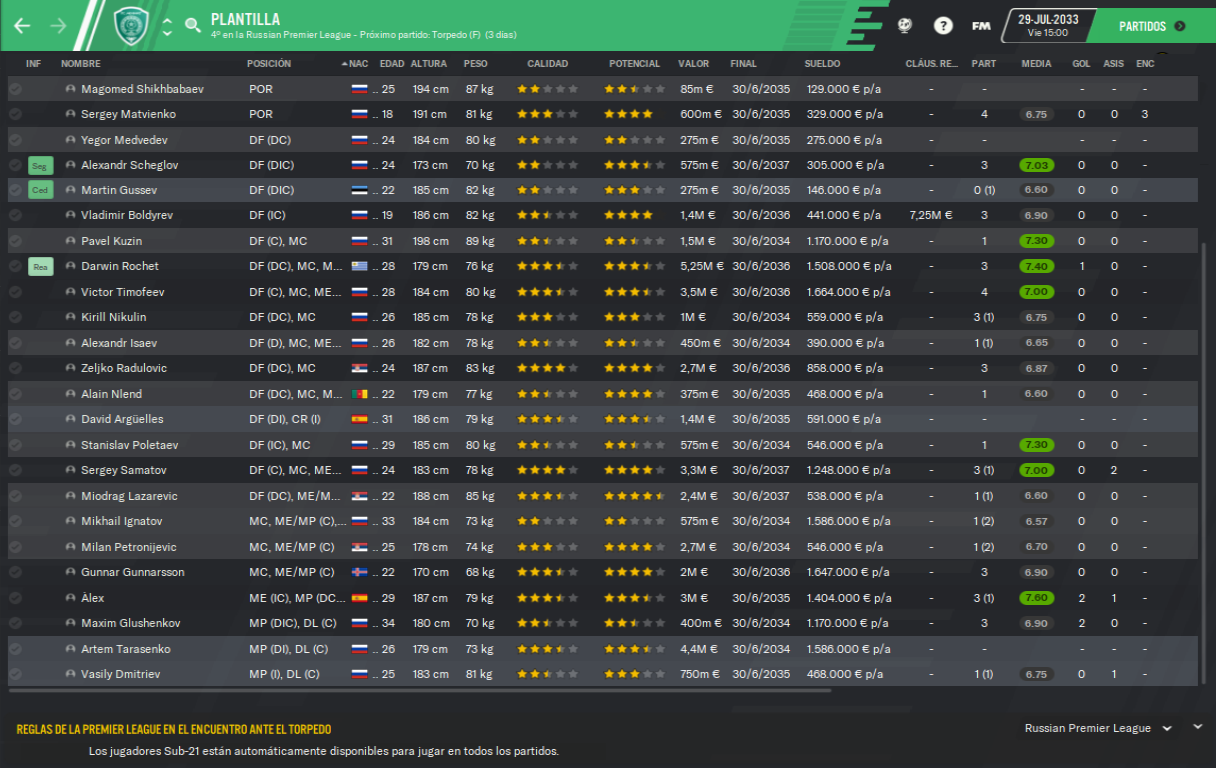 PLANTILLA
4º en la Russian Premier League - Próximo partido: Torpedo (F) (3 días)
? FM 29-JUL-2033
Vie 15:00
PARTIDOS
INF NOMBRE POSICIÓN NAC EDAD ALTURA PESO CALIDAD POTENCIAL VALOR FINAL SUELDO CLÁUS. RE... PART MEDIA GOL ASIS ENC
Magomed Shikhbabaev POR .. 25 194 cm 87 kg 85m € 30/6/2035 129.000 € p/a - - - - -
Sergey Matvienko POR .. 18 191 cm 81 kg 600m € 30/6/2036 329.000 € p/a - 4 6.75 0 0 3
Yegor Medvedev DF (DC) .. 24 184 cm 80 kg 275m € 30/6/2035 275.000 € p/a - - - - -
Seg Alexandr Scheglov DF (DIC) .. 24 173 cm 70 kg 575m € 30/6/2037 305.000 € p/a - 3 7.03 0 0 -
Ced Martin Gussev DF (DIC) .. 22 185 cm 82 kg 275m € 30/6/2035 146.000 € p/a - 0 (1) 6.60 0 0 -
Vladimir Boldyrev DF (IC) .. 19 186 cm 82 kg 1,4M € 30/6/2036 441.000 € p/a 7,25M € 3 6.90 0 0 -
Pavel Kuzin DF (C), MC .. 31 198 cm 89 kg 1,5M € 30/6/2034 1.170.000 € p/a - 1 7.30 0 0 -
Rea Darwin Rochet DF (DC), MC, M... .. 28 179 cm 76 kg 5,25M € 30/6/2036 1.508.000 € p/a - 3 7.40 1 0 -
Victor Timofeev DF (C), MC, ME... .. 28 184 cm 80 kg 3,5M € 30/6/2036 1.664.000 € p/a - 4 7.00 0 0 -
Kirill Nikulin DF (DC), MC .. 26 185 cm 78 kg 1M € 30/6/2034 559.000 € p/a - 3 (1) 6.75 0 0 -
Alexandr Isaev DF (D), MC, ME... .. 26 182 cm 78 kg 450m € 30/6/2034 390.000 € p/a - 1 (1) 6.65 0 0 -
Zeljko Radulovic DF (DC), MC .. 24 187 cm 83 kg 2,7M € 30/6/2036 858.000 € p/a - 3 6.87 0 0 -
Alain Nlend DF (DC), MC, M... .. 22 179 cm 77 kg 375m € 30/6/2035 468.000 € p/a - 1 6.60 0 0 -
David Argüelles DF (DI), CR (I) .. 31 186 cm 79 kg 1,4M € 30/6/2035 591.000 € p/a - - - - -
Stanislav Poletaev DF (IC), MC .. 29 185 cm 80 kg 575m € 30/6/2034 546.000 € p/a - 1 7.30 0 0 -
Sergey Samatov DF (C), MC, ME... .. 24 183 cm 78 kg 3,3M € 30/6/2037 1.248.000 € p/a - 3 (1) 7.00 0 2 -
Miodrag Lazarevic DF (DC), ME/M... .. 22 188 cm 85 kg 2,4M € 30/6/2037 538.000 € p/a - 1 (1) 6.60 0 0 -
Mikhail Ignatov MC, ME/MP (C),... .. 33 184 cm 73 kg 575m € 30/6/2034 1.586.000 € p/a - 1 (2) 6.57 0 0 -
Milan Petronijevic MC, ME/MP (C) .. 25 178 cm 74 kg 2,7M € 30/6/2034 546.000 € p/a - 1 (2) 6.70 0 0 -
Gunnar Gunnarsson MC, ME/MP (C) .. 22 170 cm 68 kg 2M € 30/6/2036 1.647.000 € p/a - 3 6.90 0 0 -
Àlex ME (IC), MP (DC... .. 29 187 cm 79 kg 3M € 30/6/2035 1.404.000 € p/a - 3 (1) 7.60 2 1 -
Maxim Glushenkov MP (DIC), DL (C) .. 34 180 cm 70 kg 400m € 30/6/2034 1.170.000 € p/a - 3 6.90 2 0 -
Artem Tarasenko MP (DI), DL (C) .. 26 179 cm 73 kg 4,4M € 30/6/2034 1.586.000 € p/a - - - - -
Vasily Dmitriev MP (I), DL (C) .. 25 183 cm 81 kg 750m € 30/6/2035 468.000 € p/a - 1 (1) 6.75 0 1 -
REGLAS DE LA PREMIER LEAGUE EN EL ENCUENTRO ANTE EL TORPEDO
Russian Premier League
Los jugadores Sub-21 están automáticamente disponibles para jugar en todos los partidos.